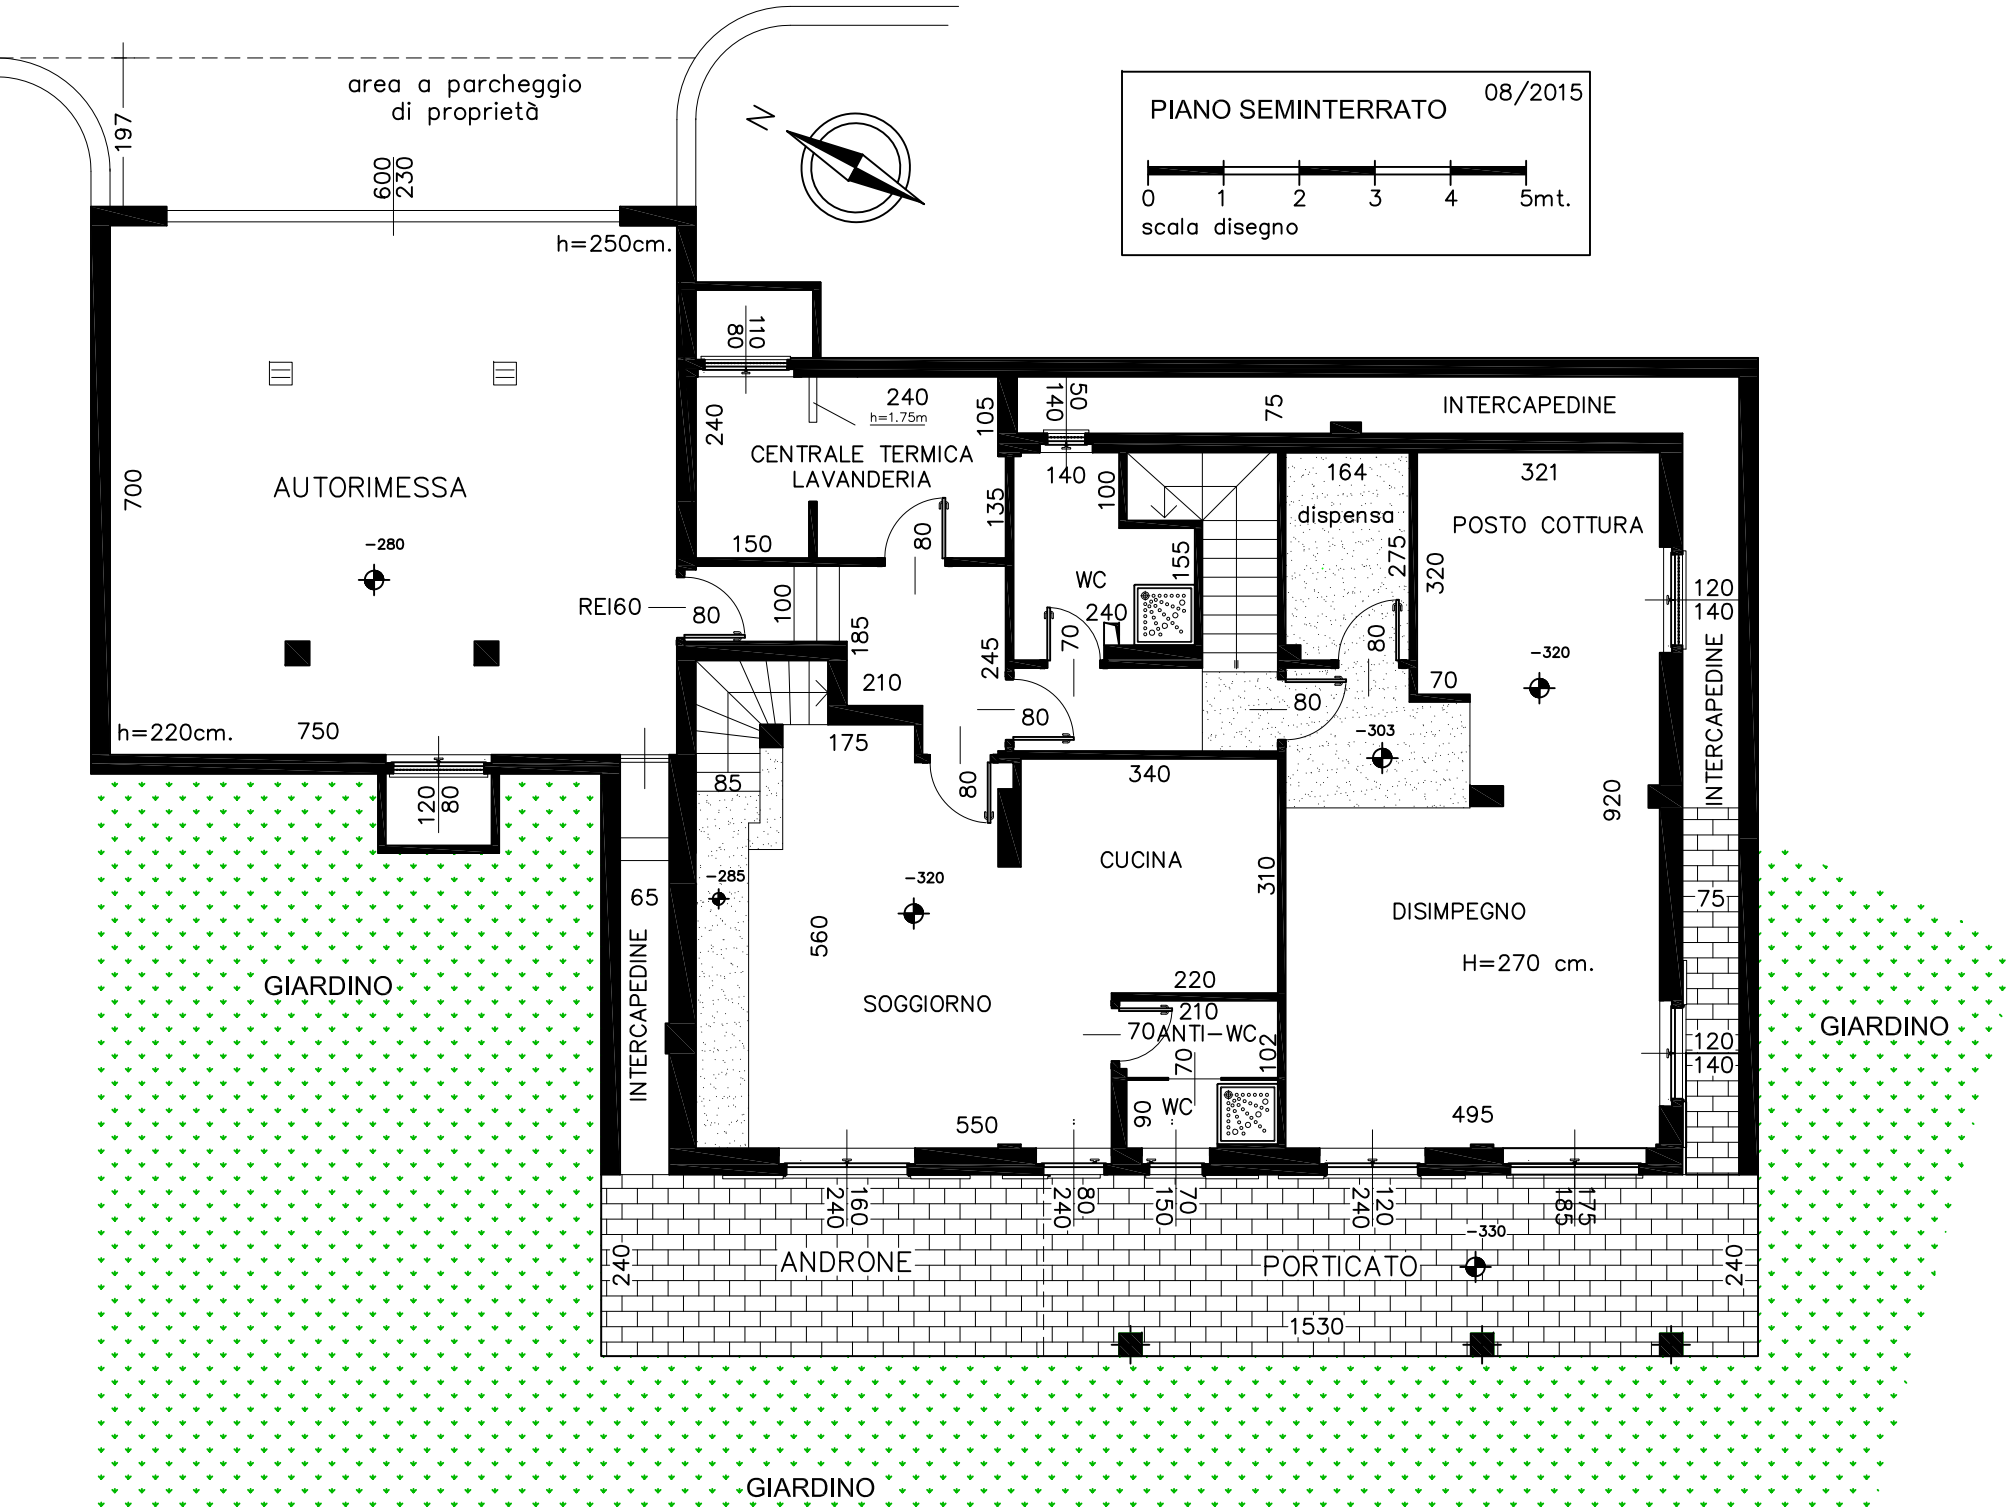 area a parcheggio
di proprietà
197
600
230
N
08/2015
PIANO SEMINTERRATO
0 1 2 3 4 5mt.
scala disegno
h=250cm.
110
80
240
240
h=1.75m
105
CENTRALE TERMICA
LAVANDERIA
135
150
80
50
140
75
INTERCAPEDINE
140
100
155
WC
240
70
164
dispensa
275
80
321
POSTO COTTURA
320
120
140
INTERCAPEDINE
-320
700
AUTORIMESSA
-280
REI60
80
100
185
210
245
80
80
70
-303
h=220cm.
750
120
80
175
85
80
340
CUCINA
310
920
-285
-320
65
INTERCAPEDINE
560
SOGGIORNO
220
DISIMPEGNO
H=270 cm.
75
GIARDINO
210
70
ANTI-WC
70
102
WC
90
550
495
120
140
GIARDINO
160
240
80
240
70
150
120
240
175
185
-330
240
ANDRONE
PORTICATO
240
1530
GIARDINO